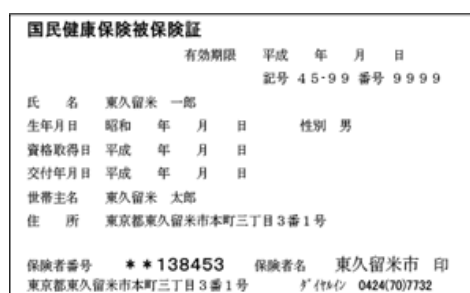 国民健康保険被保険証
有効期限 平成 年 月 日
記号 45-99 番号 9999
氏 名 東久留米 一郎
生年月日 昭和 年 月 日 性別 男
資格取得日 平成 年 月 日
交付年月日 平成 年 月 日
世帯主名 東久留米 太郎
住 所 東京都東久留米市本町三丁目3番1号
保険者番号 **138453 保険者名 東久留米市 印
東京都東久留米市本町三丁目3番1号 ダイヤルイン 0424(70)7732